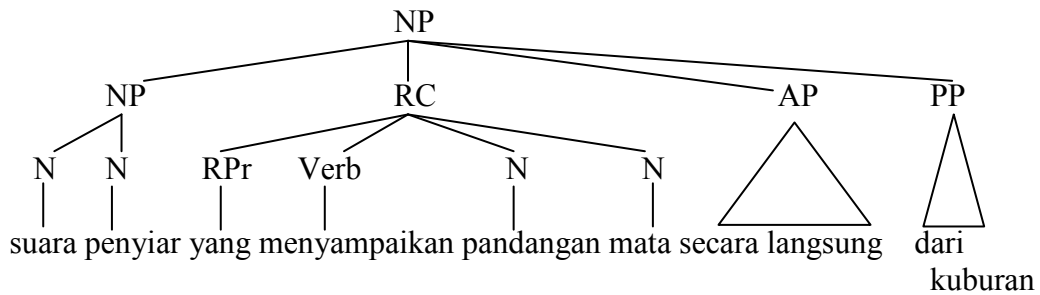 NP
NP RC AP PP
N N RPr Verb N N
suara penyiar yang menyampaikan pandangan mata secara langsung dari
kuburan